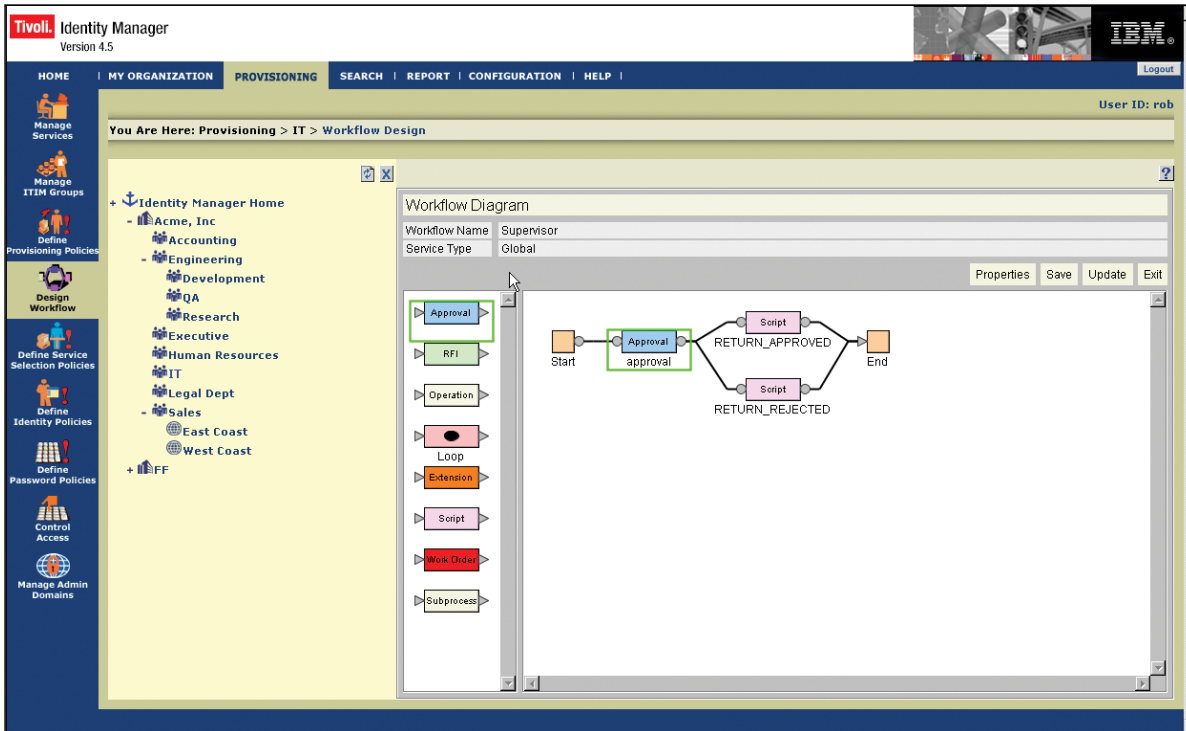 Tivoli. Identity Manager
Version 4.5
IBM®
HOME | MY ORGANIZATION PROVISIONING SEARCH | REPORT | CONFIGURATION | HELP |
Logout
User ID: rob
You Are Here: Provisioning > IT > Workflow Design
Manage
Services
Manage
ITIM Groups
Define
Provisioning Policies
Design
Workflow
Define Service
Selection Policies
Define
Identity Policies
Define
Password Policies
Control
Access
Manage Admin
Domains
X
?
+ Identity Manager Home
- Acme, Inc
Accounting
- Engineering
Development
QA
Research
Executive
Human Resources
IT
Legal Dept
- Sales
East Coast
West Coast
+ FF
Workflow Diagram
Workflow Name Supervisor
Service Type Global
Properties Save Update Exit
Approval
RFI
Operation
Loop
Extension
Script
Work Order
Subprocess
Start
Approval
approval
Script
RETURN_APPROVED
Script
RETURN_REJECTED
End